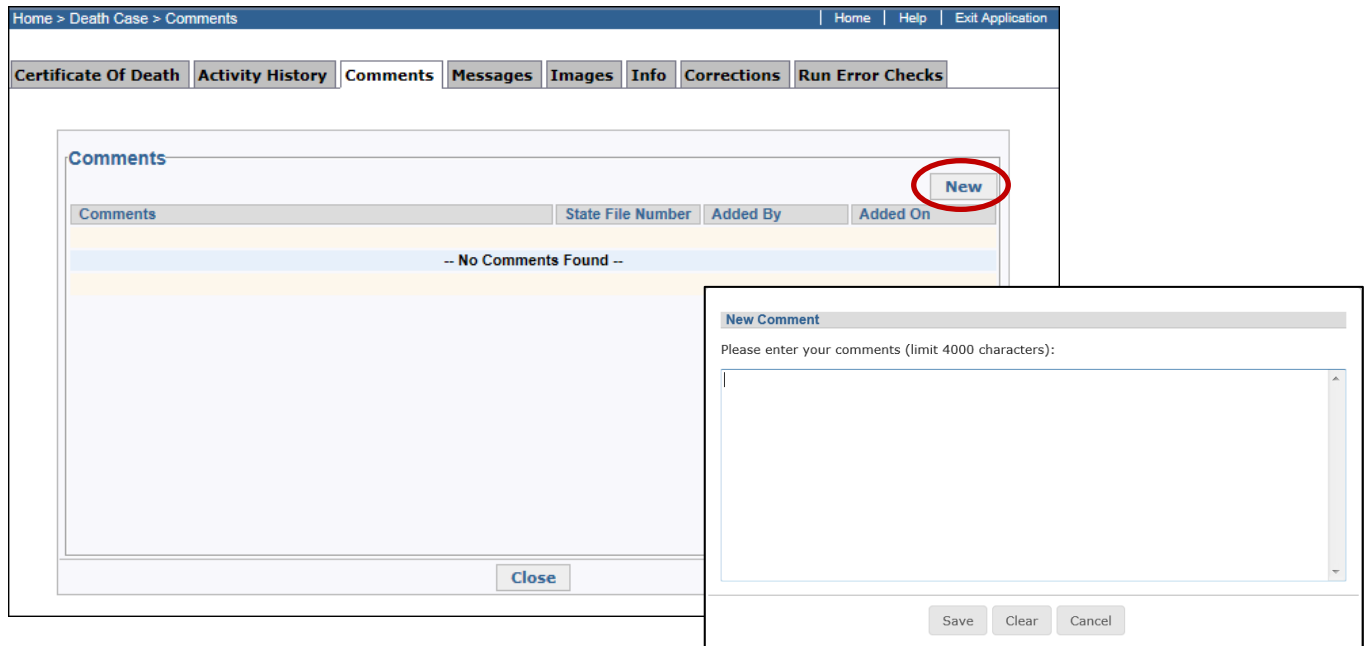 Home > Death Case > Comments | Home | Help | Exit Application
Certificate Of Death Activity History Comments Messages Images Info Corrections Run Error Checks
Comments
New
Comments State File Number Added By Added On
-- No Comments Found --
Close
New Comment
Please enter your comments (limit 4000 characters):
Save Clear Cancel